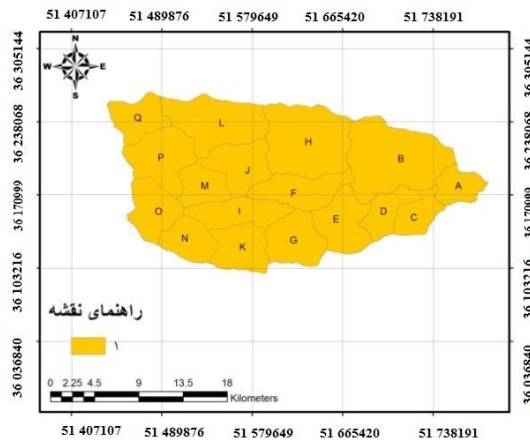 51 407107 51 489876 51 579649 51 665420 51 738191
36 305144 36 305144
N
W E
S
36 238068 36 238068
Q L H
P B
J
M F A
36 170999 36 170999
O I E D C
N K G
36 103216 36 103216
راهنمای نقشه
۱
36 036840 36 036840
0 2.25 4.5 9 13.5 18
Kilometers
51 407107 51 489876 51 579649 51 665420 51 738191